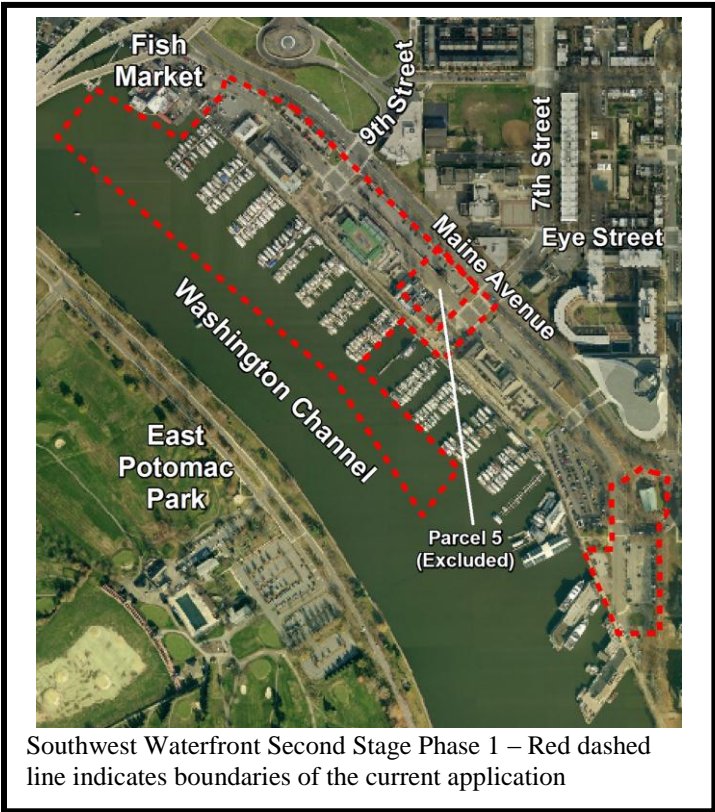 Fish
Market
9th Street
7th Street
Maine Avenue
Eye Street
Washington Channel
East
Potomac
Park
Parcel 5
(Excluded)
Southwest Waterfront Second Stage Phase 1 – Red dashed
line indicates boundaries of the current application